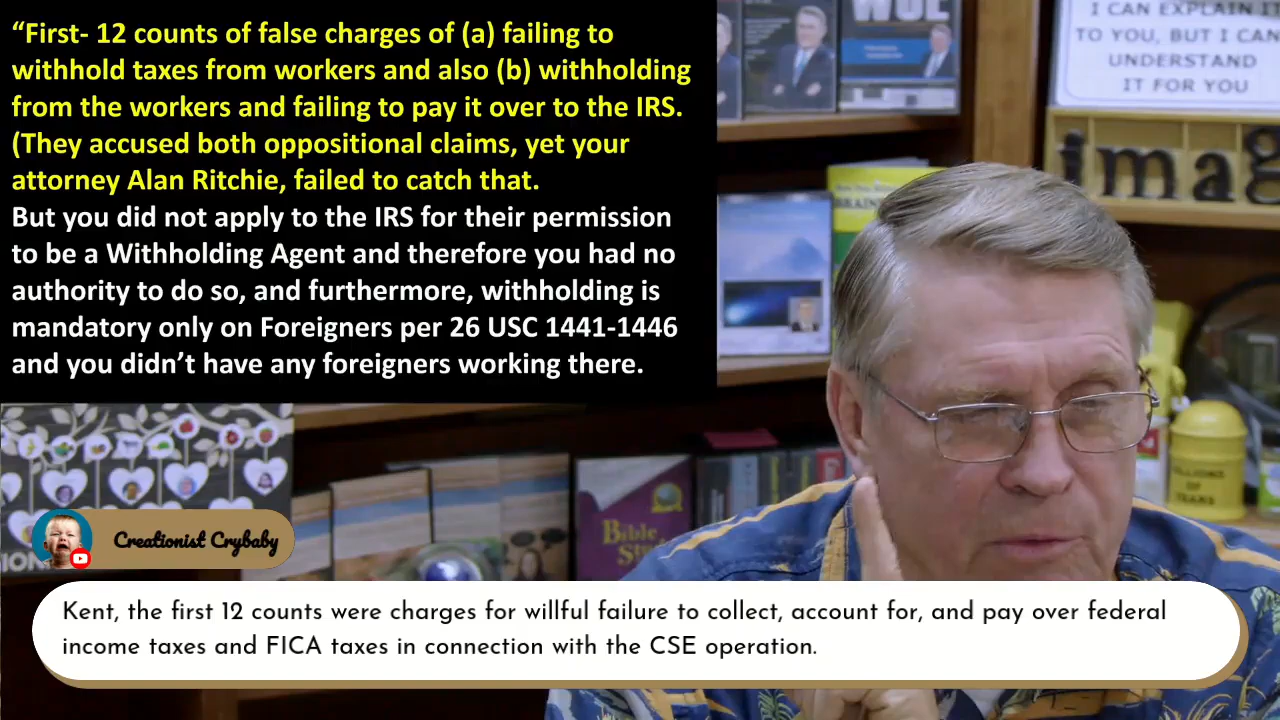 “First- 12 counts of false charges of (a) failing to
withhold taxes from workers and also (b) withholding
from the workers and failing to pay it over to the IRS.
(They accused both oppositional claims, yet your
attorney Alan Ritchie, failed to catch that.
But you did not apply to the IRS for their permission
to be a Withholding Agent and therefore you had no
authority to do so, and furthermore, withholding is
mandatory only on Foreigners per 26 USC 1441-1446
and you didn’t have any foreigners working there.
I CAN EXPLAIN IT
TO YOU, BUT I CAN
UNDERSTAND
IT FOR YOU
imag
Bible
Creationist Crybaby
Kent, the first 12 counts were charges for willful failure to collect, account for, and pay over federal
income taxes and FICA taxes in connection with the CSE operation.